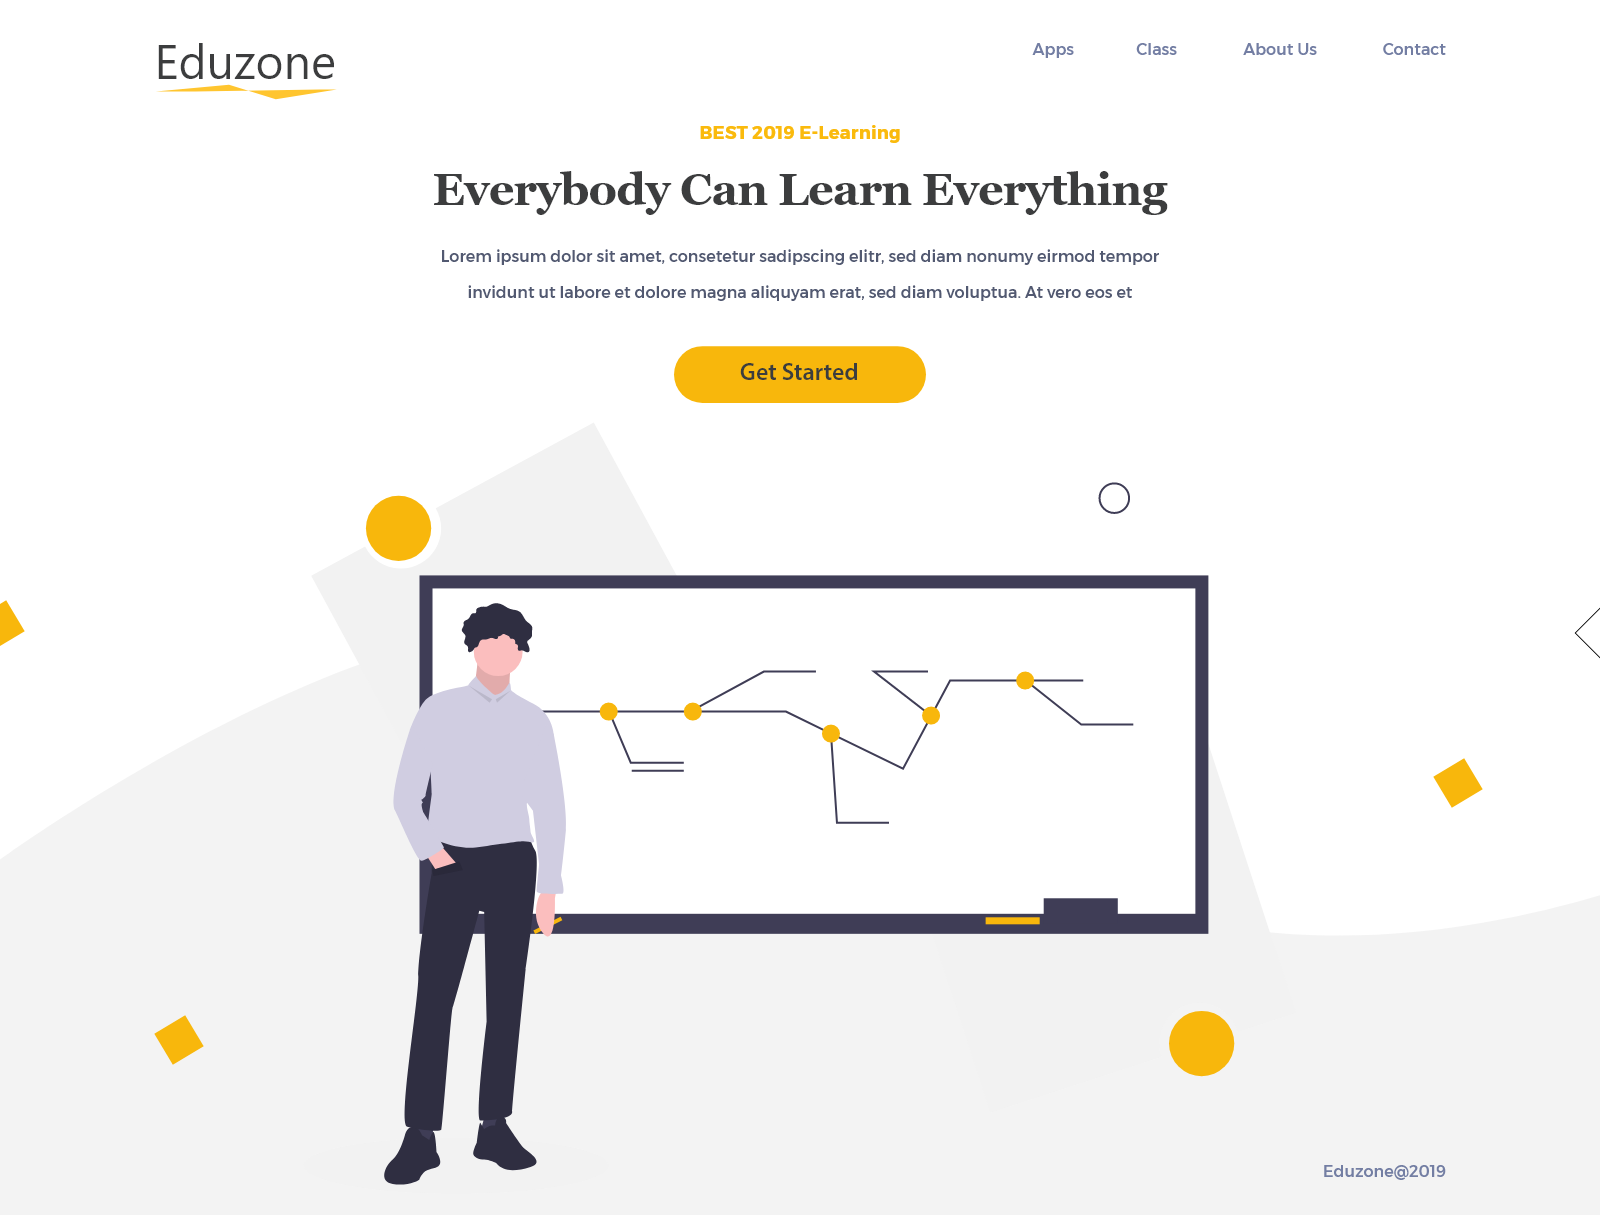 Eduzone
Apps Class About Us Contact
BEST 2019 E-Learning
Everybody Can Learn Everything
Lorem ipsum dolor sit amet, consetetur sadipscing elitr, sed diam nonumy eirmod tempor
invidunt ut labore et dolore magna aliquyam erat, sed diam voluptua. At vero eos et
Get Started
Eduzone@2019